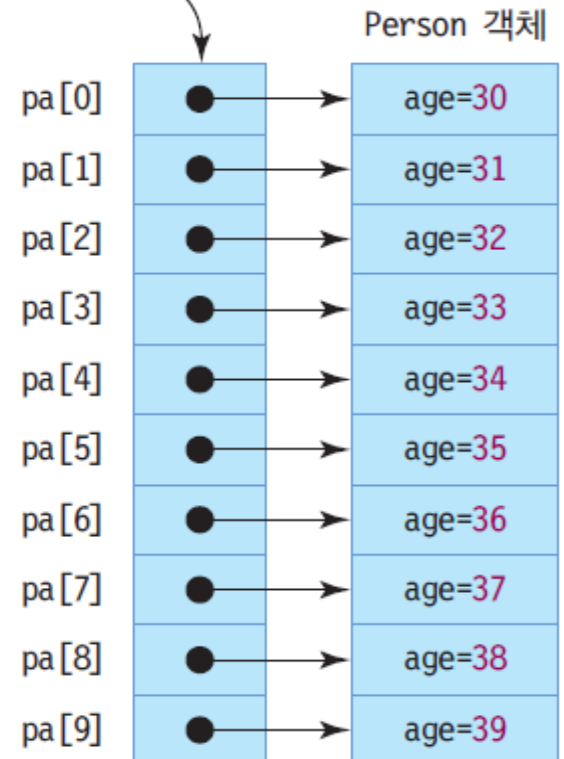 Person 객체
pa[0] age=30
pa[1] age=31
pa[2] age=32
pa[3] age=33
pa[4] age=34
pa[5] age=35
pa[6] age=36
pa[7] age=37
pa[8] age=38
pa[9] age=39